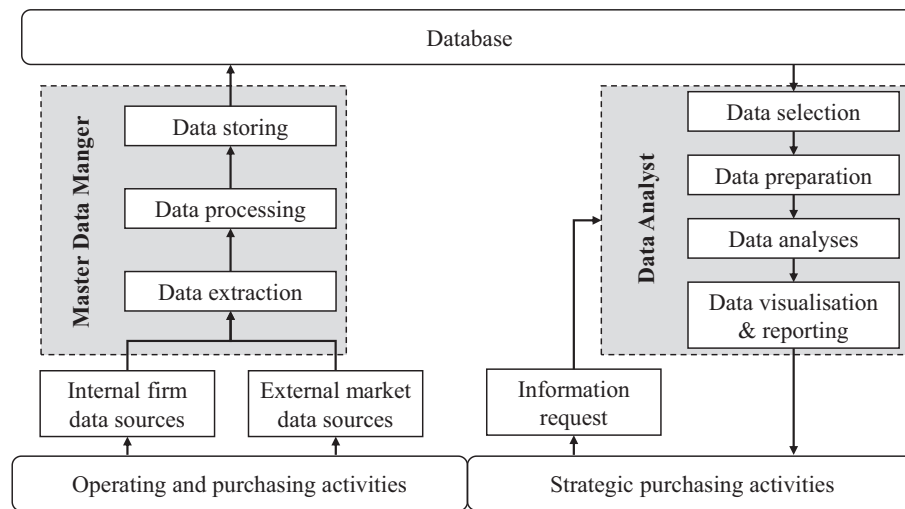 Database
Master Data Manger
Data storing
Data processing
Data extraction
Internal firm
data sources
External market
data sources
Operating and purchasing activities
Data Analyst
Data selection
Data preparation
Data analyses
Data visualisation
& reporting
Information
request
Strategic purchasing activities